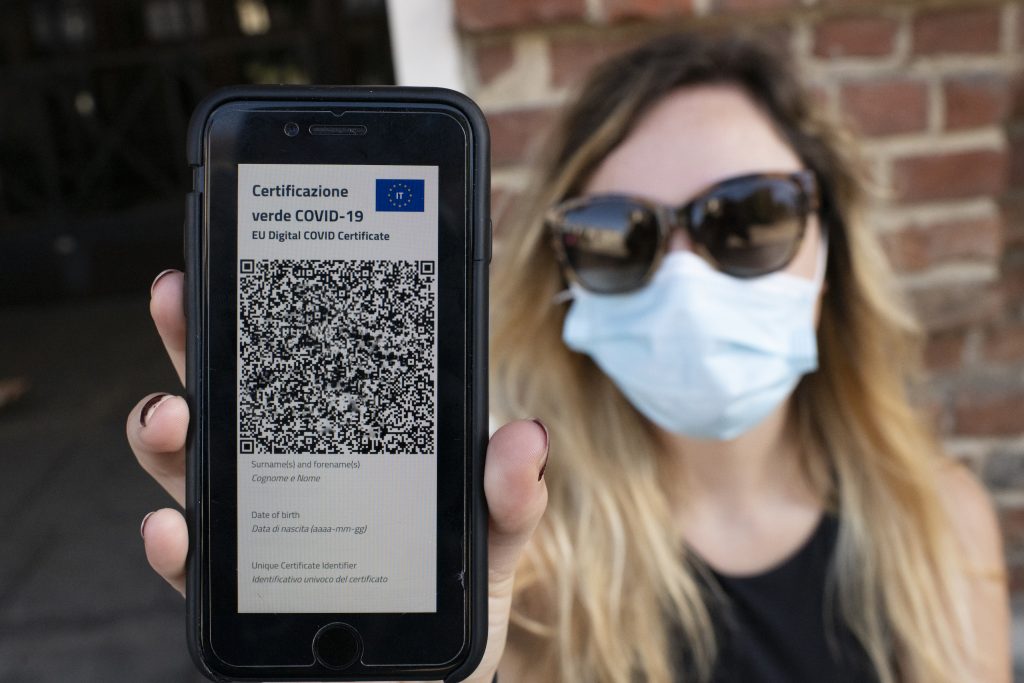 Certificazione
verde COVID-19
IT
EU Digital COVID Certificate
Surname(s) and forename(s)
Cognome e Nome
Date of birth
Data di nascita (aaaa-mm-gg)
Unique Certificate Identifier
Identificativo univoco del certificato